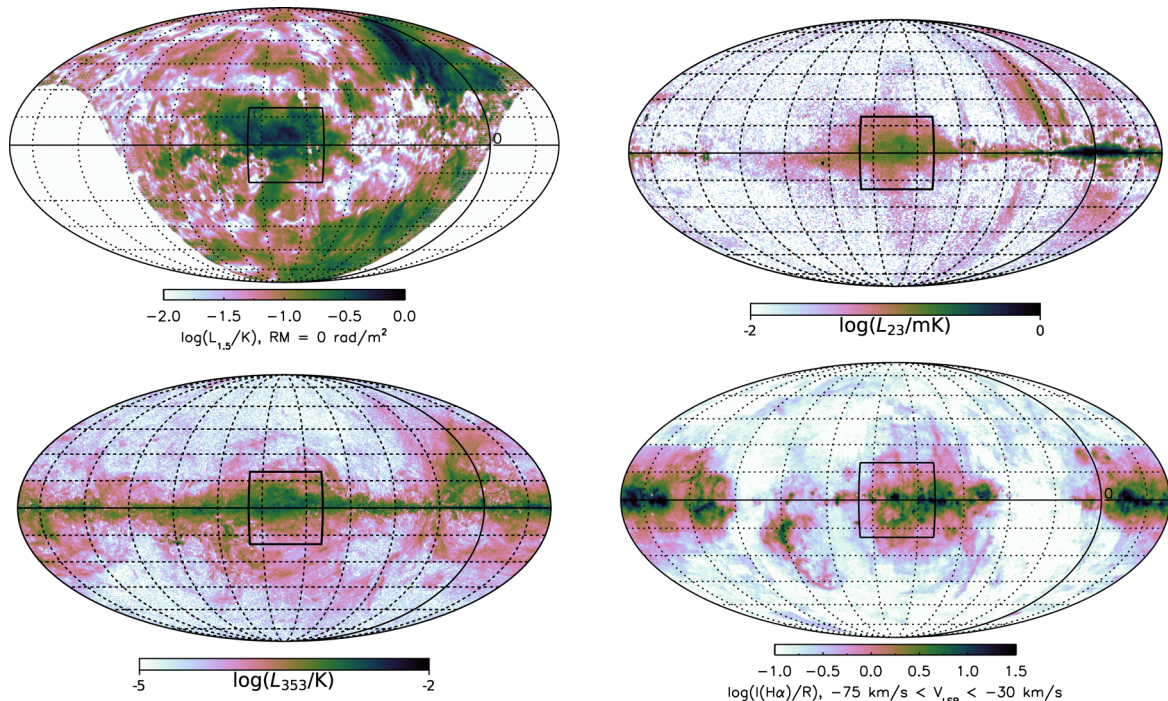 0
-2.0 -1.5 -1.0 -0.5 0.0
log(L₁.₅/K), RM = 0 rad/m²
-2 0
log(L₂₃/mK)
-5 -2
log(L₃₅₃/K)
0
-1.0 -0.5 0.0 0.5 1.0 1.5
log(I(Hα)/R), -75 km/s < V_LSR < -30 km/s